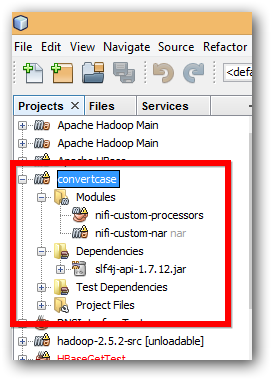 File Edit View Navigate Source Refactor
<defa
Projects Files Services
Apache Hadoop Main
Apache Hadoop Main
Apache HBase
convertcase
Modules
nifi-custom-processors
nifi-custom-nar nar
Dependencies
slf4j-api-1.7.12.jar
Test Dependencies
Project Files
hadoop-2.5.2-src [unloadable]
HBaseGetTest